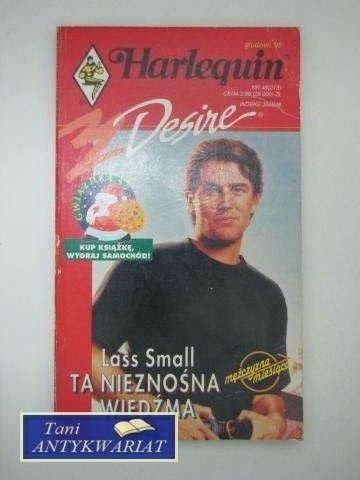 grudzień '95
Harlequin
Desire
KUP KSIĄŻKĘ,
WYGRAJ SAMOCHÓD!
Lass Small
TA NIEZNOŚNA
WIEDŹMA
mężczyzna
miesiąca
Tani
ANTYKWARIAT